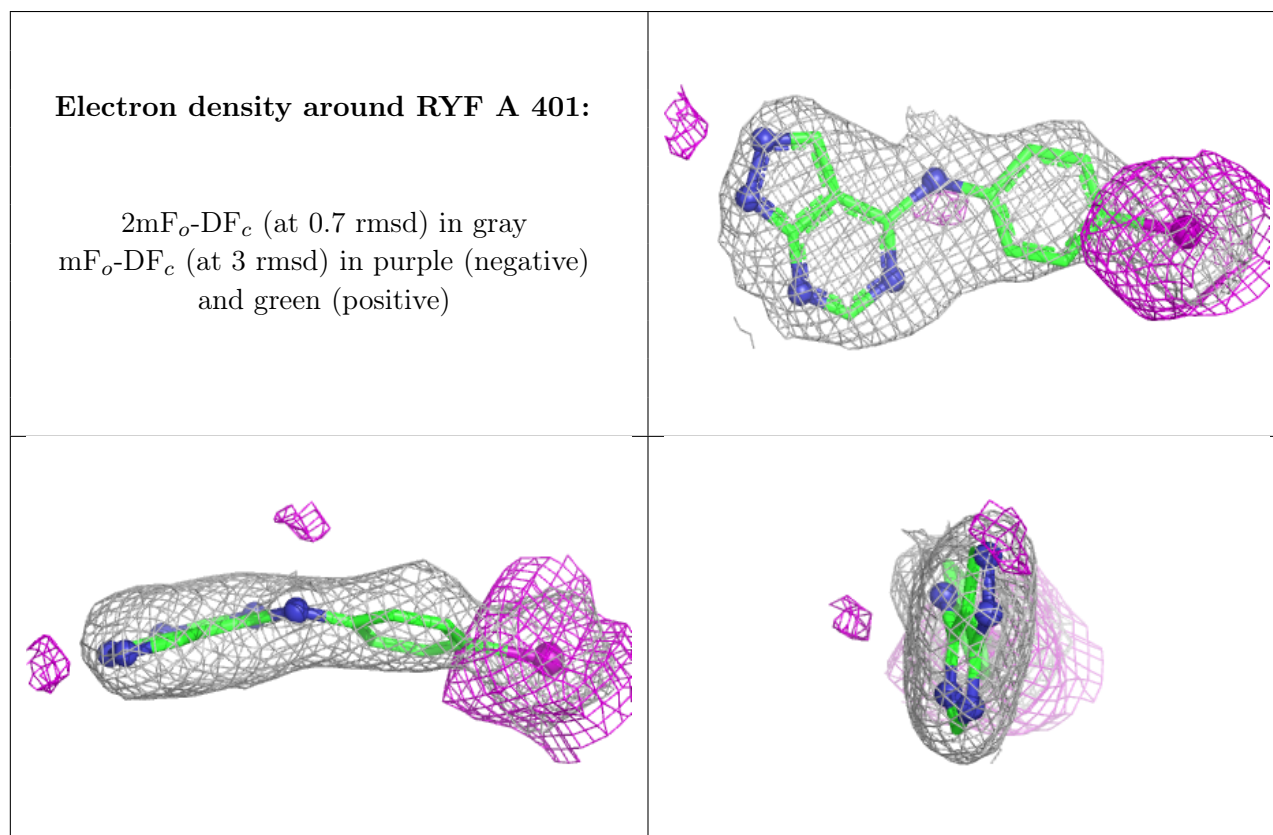 Electron density around RYF A 401:
2mFₒ-DF𝒸 (at 0.7 rmsd) in gray
mFₒ-DF𝒸 (at 3 rmsd) in purple (negative)
and green (positive)